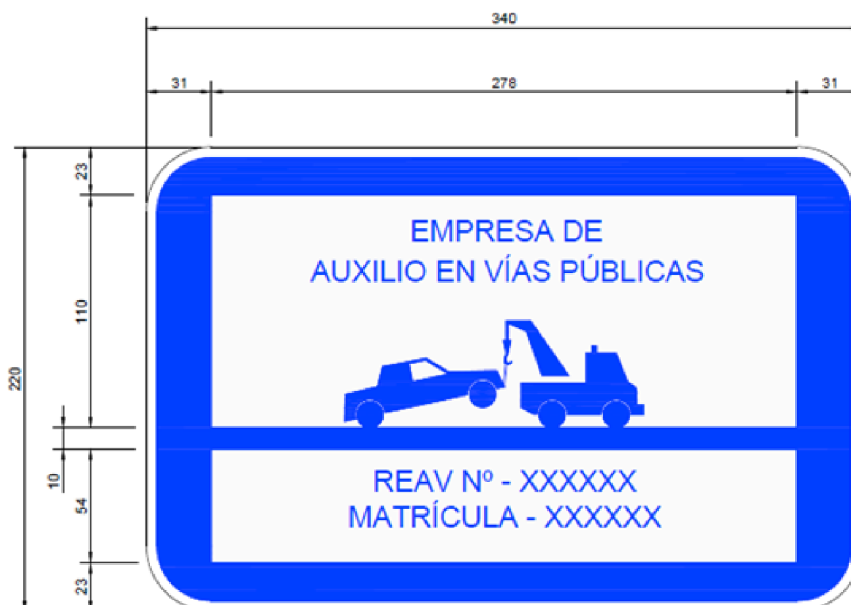 340
31
278
31
23
EMPRESA DE
AUXILIO EN VÍAS PÚBLICAS
110
220
10
REAV Nº - XXXXXX
MATRÍCULA - XXXXXX
54
23